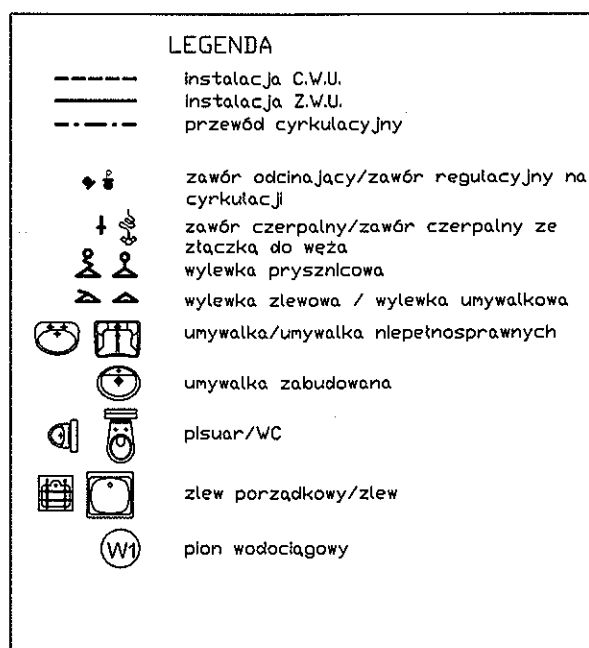 LEGENDA
instalacja C.W.U.
instalacja Z.W.U.
przewód cyrkulacyjny
zawór odcinający/zawór regulacyjny na
cyrkulacji
zawór czerpalny/zawór czerpalny ze
złączką do węża
wylewka prysznicowa
wylewka zlewowa / wylewka umywalkowa
umywalka/umywalka niepełnosprawnych
umywalka zabudowana
pisuar/WC
zlew porządkowy/zlew
W1 pion wodociągowy